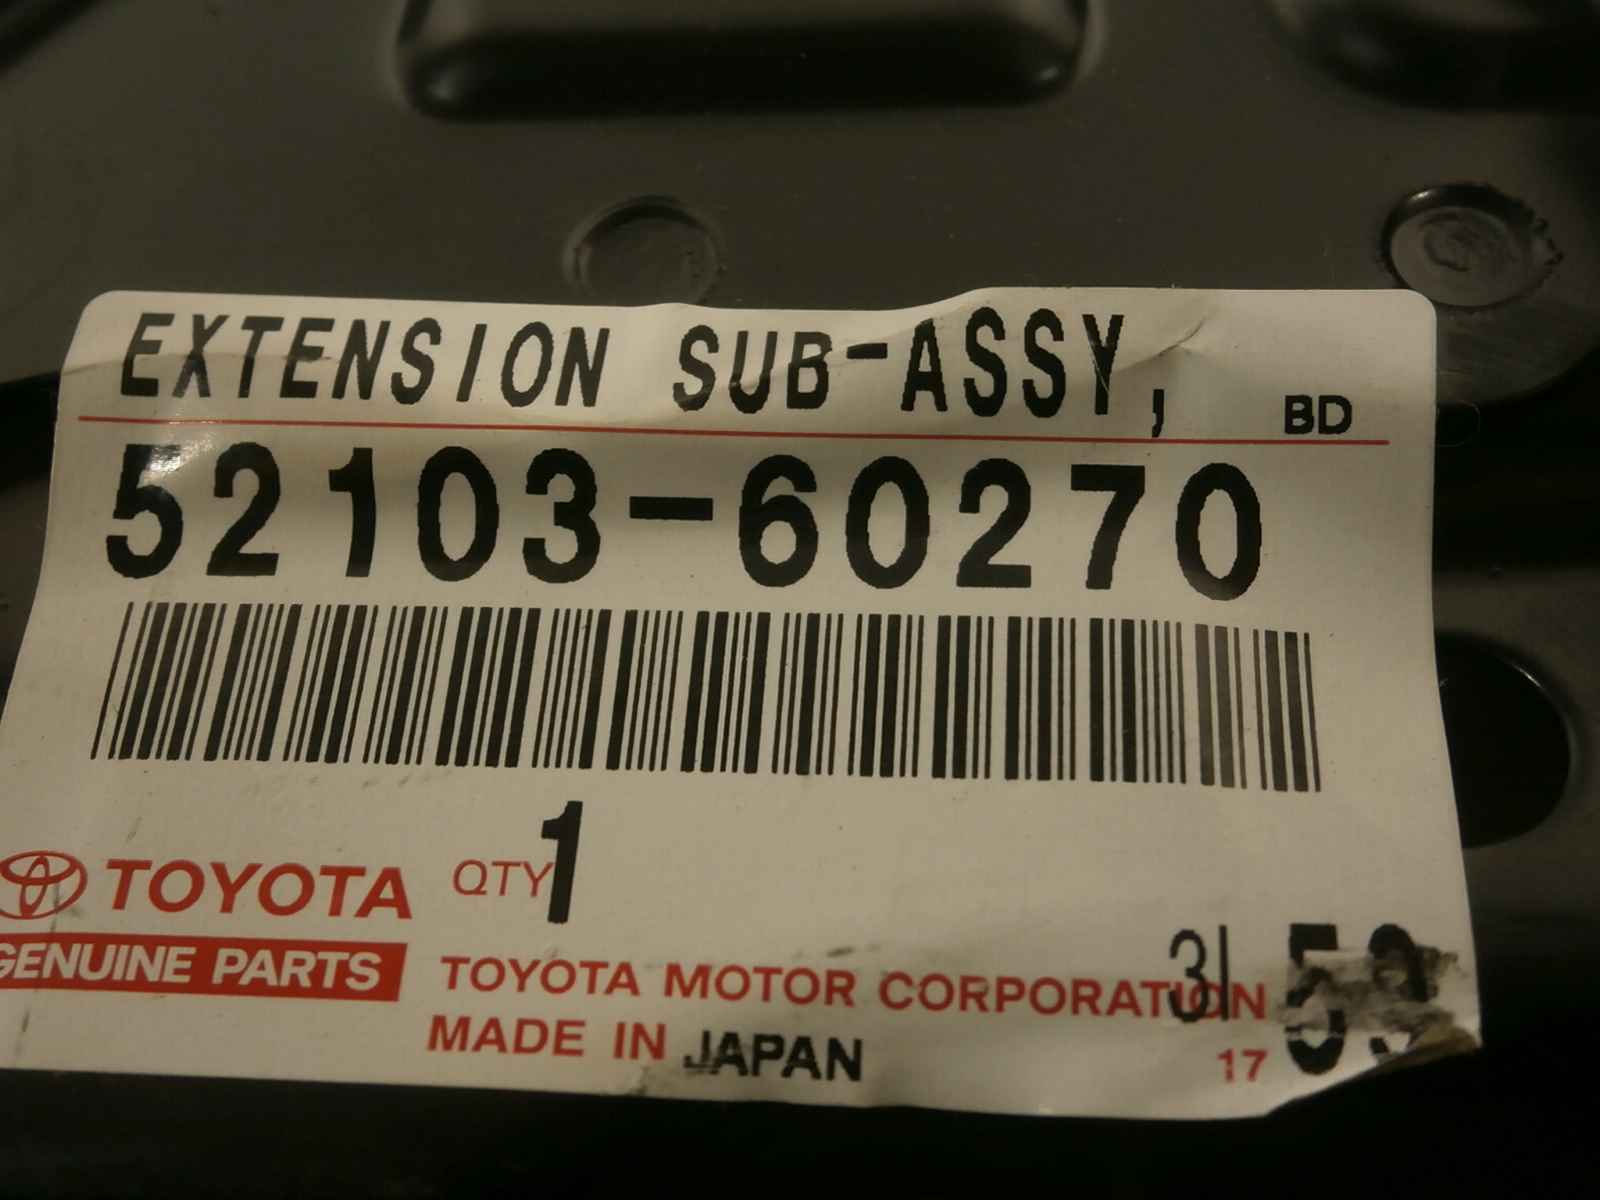 EXTENSION SUB-ASSY, BD
52103-60270
TOYOTA QTY 1
GENUINE PARTS
TOYOTA MOTOR CORPORATION 31
MADE IN JAPAN 17